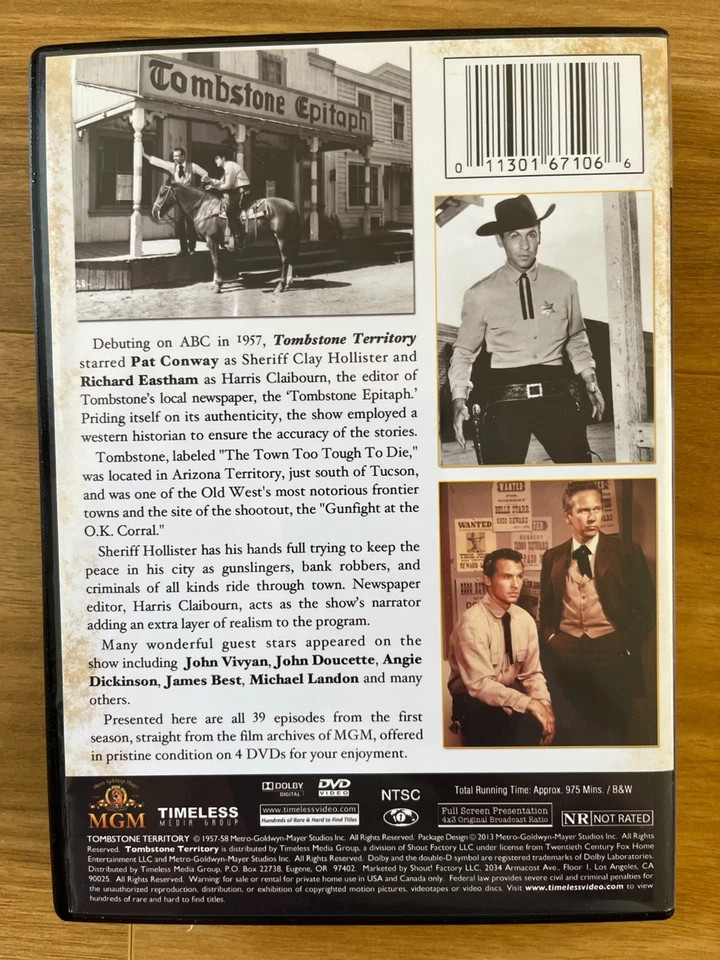 Tombstone Epitaph
0 11301 67106 6
Debuting on ABC in 1957, Tombstone Territory
starred Pat Conway as Sheriff Clay Hollister and
Richard Eastham as Harris Claibourn, the editor of
Tombstone's local newspaper, the 'Tombstone Epitaph.'
Priding itself on its authenticity, the show employed a
western historian to ensure the accuracy of the stories.
Tombstone, labeled "The Town Too Tough To Die,"
was located in Arizona Territory, just south of Tucson,
and was one of the Old West's most notorious frontier
towns and the site of the shootout, the "Gunfight at the
O.K. Corral."
Sheriff Hollister has his hands full trying to keep the
peace in his city as gunslingers, bank robbers, and
criminals of all kinds ride through town. Newspaper
editor, Harris Claibourn, acts as the show's narrator
adding an extra layer of realism to the program.
Many wonderful guest stars appeared on the
show including John Vivyan, John Doucette, Angie
Dickinson, James Best, Michael Landon and many
others.
Presented here are all 39 episodes from the first
season, straight from the film archives of MGM, offered
in pristine condition on 4 DVDs for your enjoyment.
WANTED
BELLE STARR
WANTED
REWARD
MGM
TIMELESS
MEDIA GROUP
DOLBY
DIGITAL
DVD
VIDEO
www.timelessvideo.com
Hundreds of Rare & Hard to Find Titles
NTSC
1
Total Running Time: Approx. 975 Mins. / B&W
Full Screen Presentation
4x3 Original Broadcast Ratio
NR NOT RATED
TOMBSTONE TERRITORY © 1957-58 Metro-Goldwyn-Mayer Studios Inc. All Rights Reserved. Package Design © 2013 Metro-Goldwyn-Mayer Studios Inc. All Rights
Reserved. Tombstone Territory is distributed by Timeless Media Group, a division of Shout Factory LLC under license from Twentieth Century Fox Home
Entertainment LLC and Metro-Goldwyn-Mayer Studios Inc. All Rights Reserved. Dolby and the double-D symbol are registered trademarks of Dolby Laboratories.
Distributed by Timeless Media Group, P.O. Box 22738, Eugene, OR 97402. Marketed by Shout! Factory LLC. 2034 Armacost Ave., Floor 1, Los Angeles, CA
90025. All Rights Reserved. Warning: for sale or rental for private home use in USA and Canada only. Federal law provides severe civil and criminal penalties for
the unauthorized reproduction, distribution, or exhibition of copyrighted motion pictures, videotapes or video discs. Visit www.timelessvideo.com to view
hundreds of rare and hard to find titles.